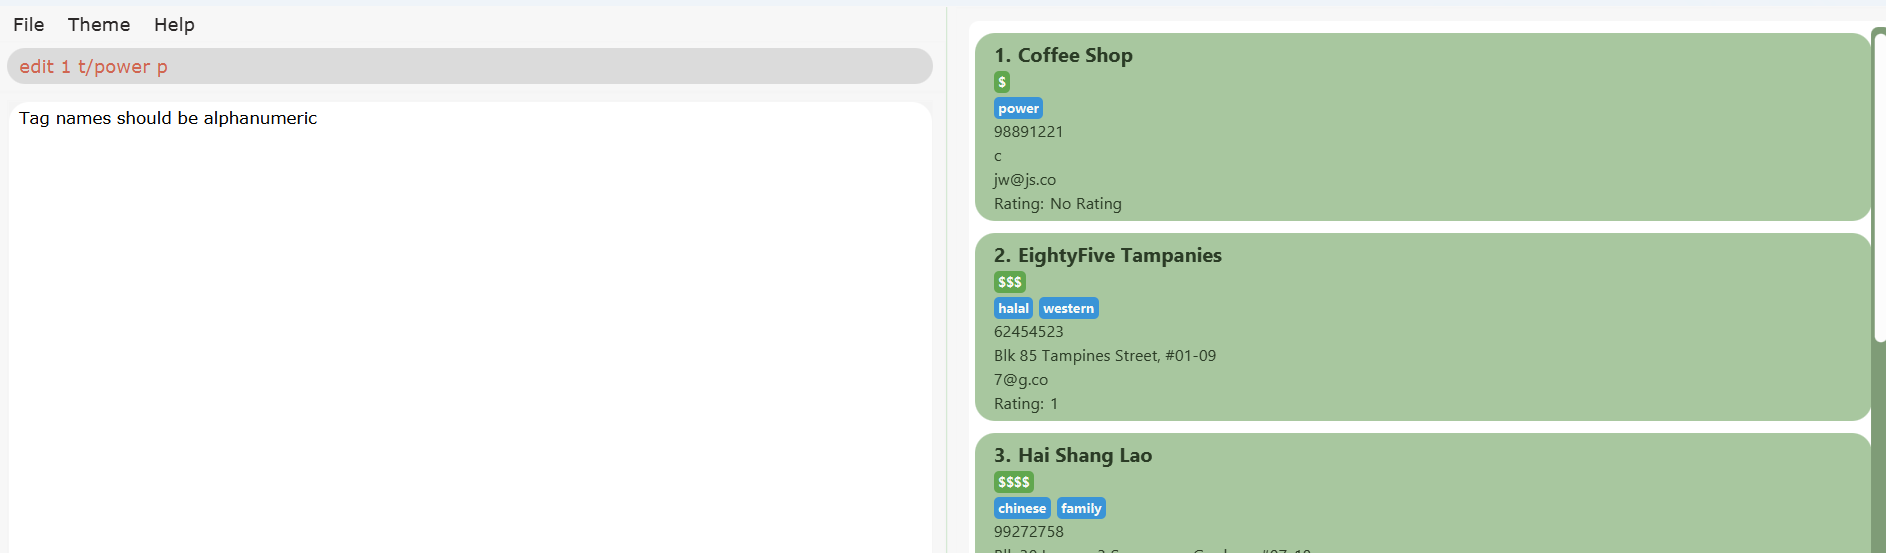 File Theme Help
edit 1 t/power p
Tag names should be alphanumeric
1. Coffee Shop
$
power
98891221
c
jw@js.co
Rating: No Rating
2. EightyFive Tampanies
$$$
halal western
62454523
Blk 85 Tampines Street, #01-09
7@g.co
Rating: 1
3. Hai Shang Lao
$$$$
chinese family
99272758